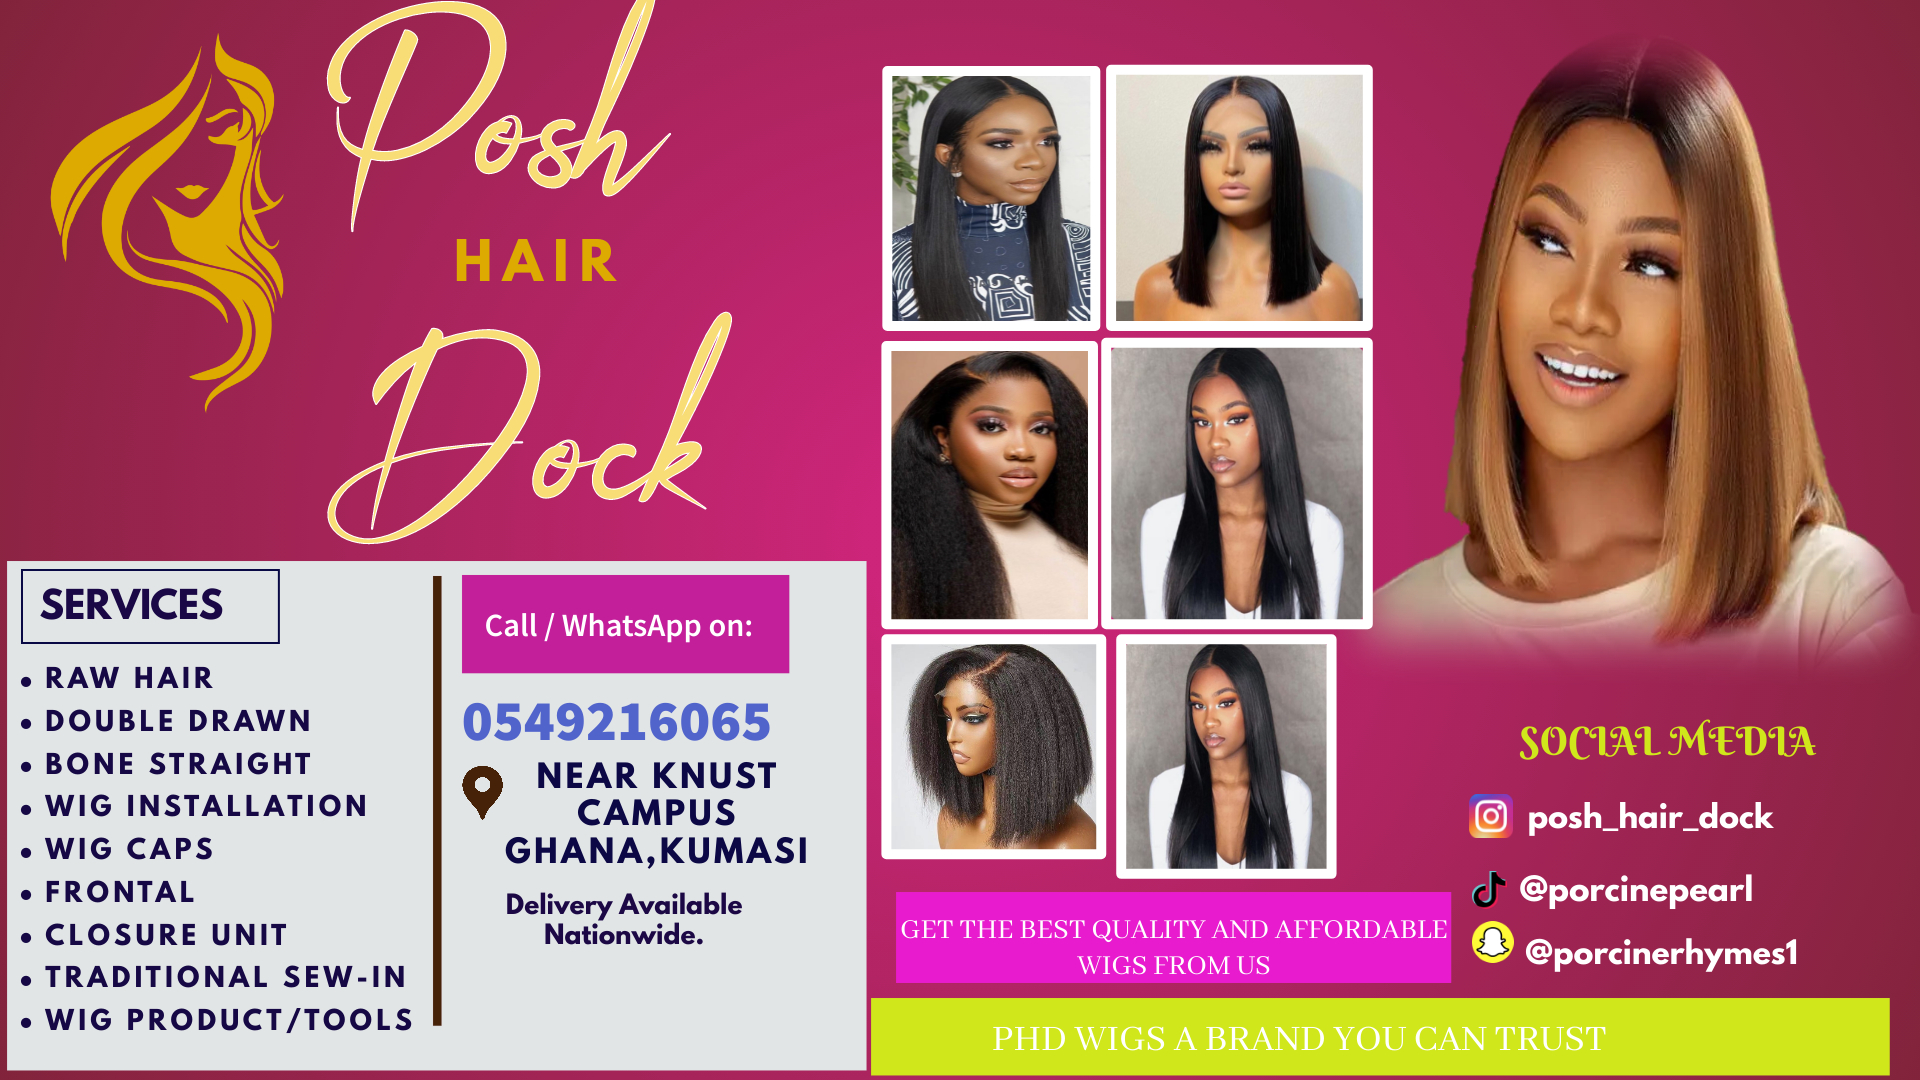 Posh
HAIR
Dock
SERVICES
• RAW HAIR
• DOUBLE DRAWN
• BONE STRAIGHT
• WIG INSTALLATION
• WIG CAPS
• FRONTAL
• CLOSURE UNIT
• TRADITIONAL SEW-IN
• WIG PRODUCT/TOOLS
Call / WhatsApp on:
0549216065
NEAR KNUST
CAMPUS
GHANA,KUMASI
Delivery Available
Nationwide.
GET THE BEST QUALITY AND AFFORDABLE
WIGS FROM US
SOCIAL MEDIA
posh_hair_dock
@porcinepearl
@porcinerhymes1
PHD WIGS A BRAND YOU CAN TRUST